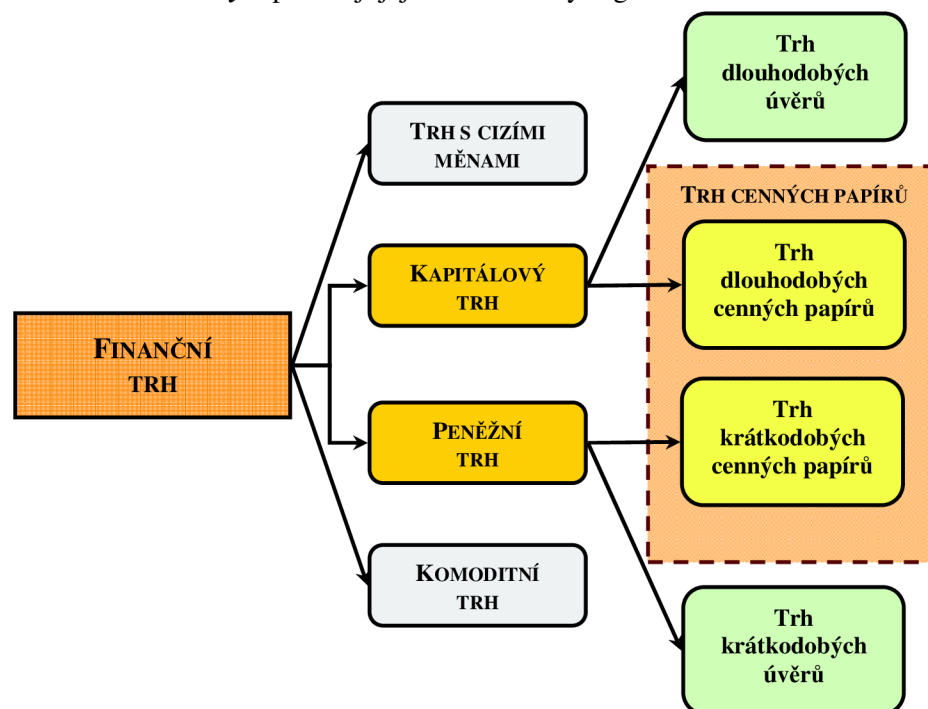 Trh
dlouhodobých
úvěrů
TRH S CIZÍMI
MĚNAMI
TRH CENNÝCH PAPÍRŮ
Trh
dlouhodobých
cenných papírů
KAPITÁLOVÝ
TRH
FINANČNÍ
TRH
PENĚŽNÍ
TRH
Trh
krátkodobých
cenných papírů
KOMODITNÍ
TRH
Trh
krátkodobých
úvěrů